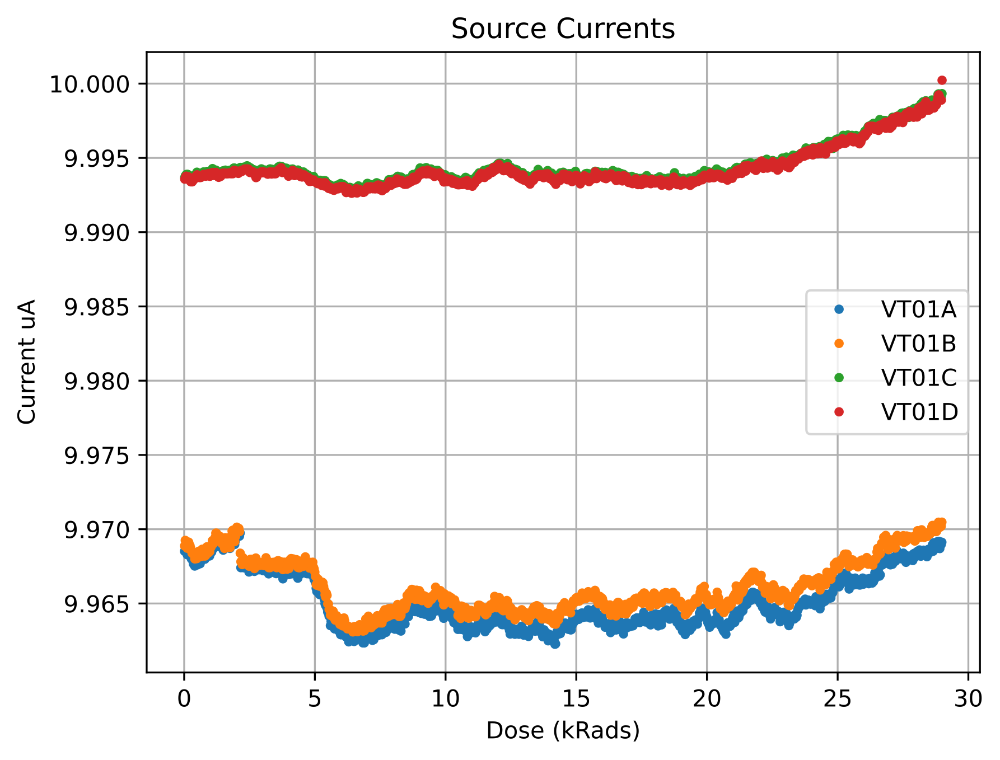 Source Currents
10.000
9.995
9.990
9.985
9.980
9.975
9.970
9.965
Current uA
VT01A
VT01B
VT01C
VT01D
0 5 10 15 20 25 30
Dose (kRads)